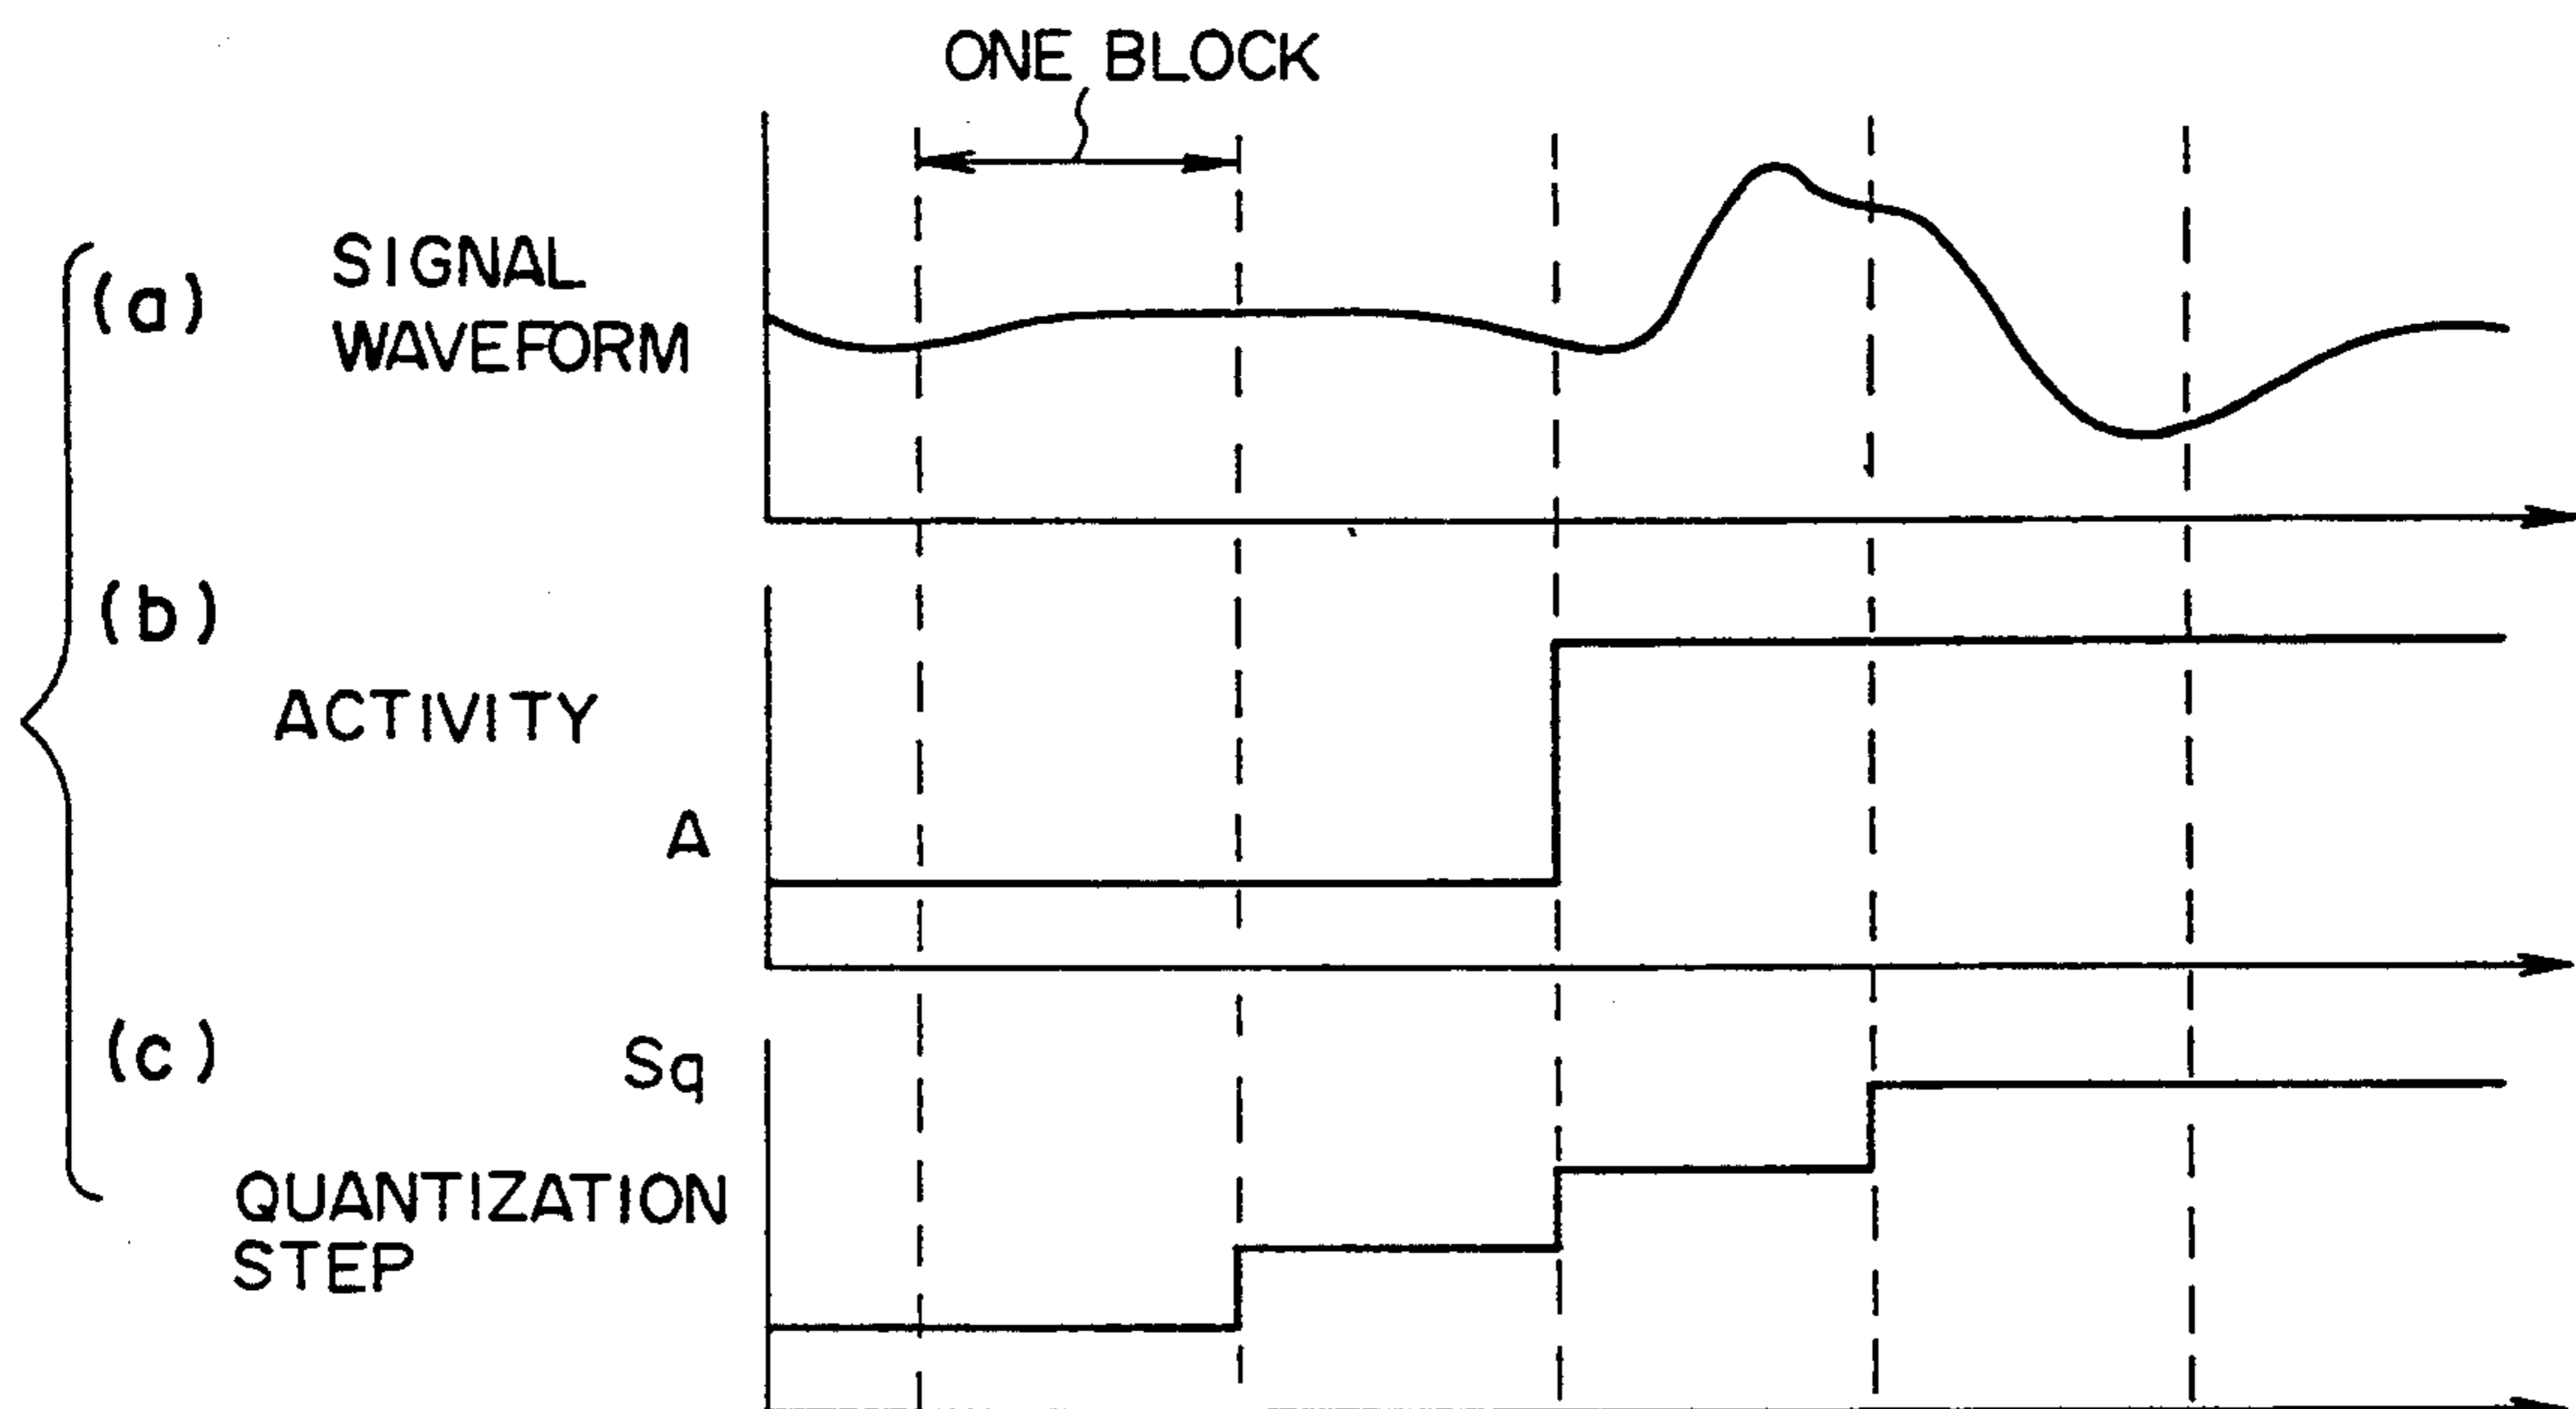 ONE BLOCK
(a) SIGNAL
WAVEFORM
(b)
ACTIVITY
A
(c) Sq
QUANTIZATION
STEP